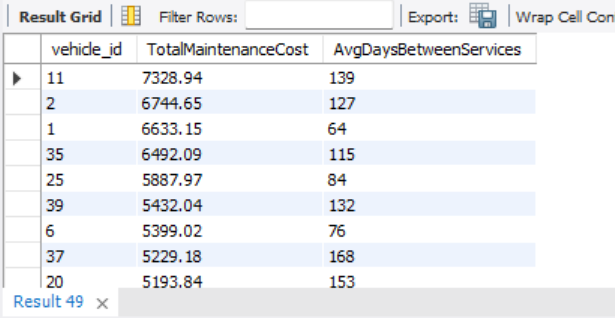 Result Grid Filter Rows: Export: Wrap Cell Con
vehicle_id TotalMaintenanceCost AvgDaysBetweenServices
11 7328.94 139
2 6744.65 127
1 6633.15 64
35 6492.09 115
25 5887.97 84
39 5432.04 132
6 5399.02 76
37 5229.18 168
20 5193.84 153
Result 49 ×